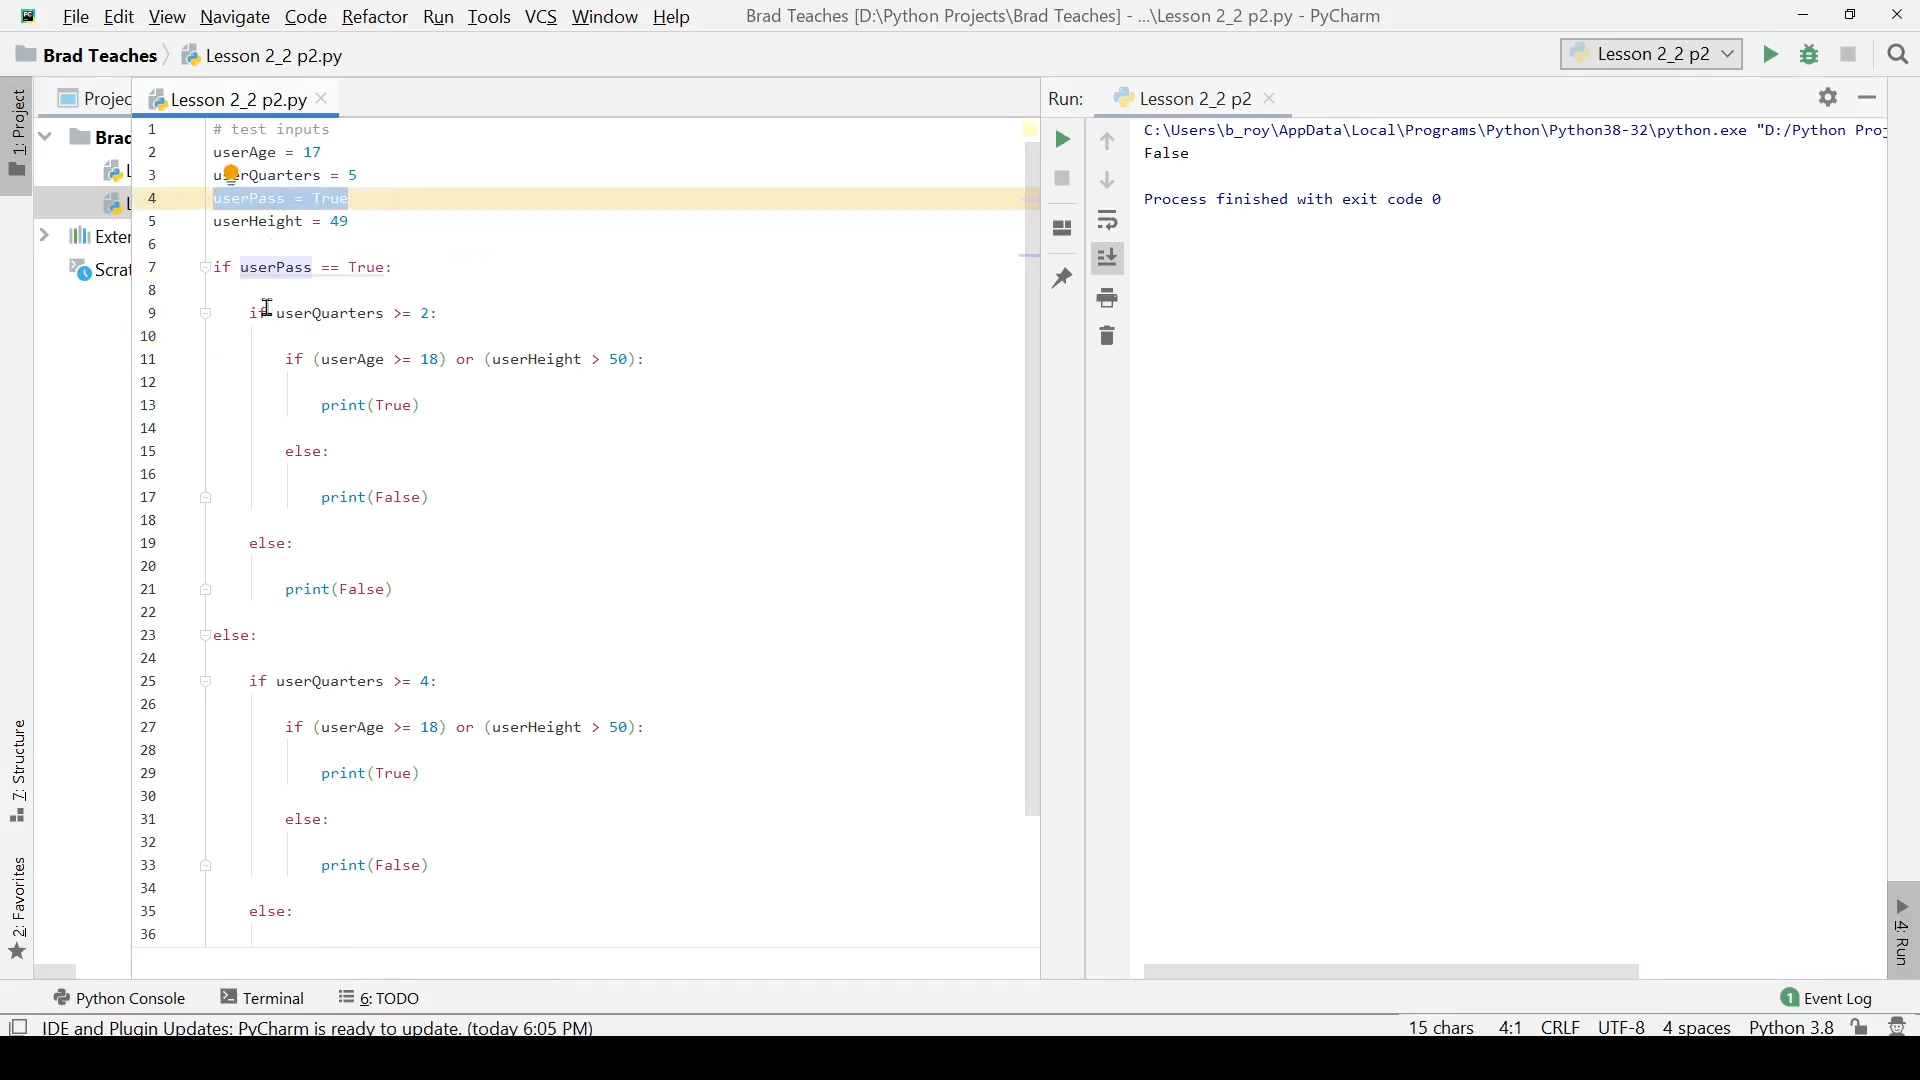 File Edit View Navigate Code Refactor Run Tools VCS Window Help Brad Teaches [D:\Python Projects\Brad Teaches] - ...\Lesson 2_2 p2.py - PyCharm
Brad Teaches Lesson 2_2 p2.py Lesson 2_2 p2
1: Project
Projec
Brad
L
L
Exter
Scrat
7: Structure
2: Favorites
Lesson 2_2 p2.py
1 # test inputs
2 userAge = 17
3 userQuarters = 5
4 userPass = True
5 userHeight = 49
6
7 if userPass == True:
8
9 if userQuarters >= 2:
10
11 if (userAge >= 18) or (userHeight > 50):
12
13 print(True)
14
15 else:
16
17 print(False)
18
19 else:
20
21 print(False)
22
23 else:
24
25 if userQuarters >= 4:
26
27 if (userAge >= 18) or (userHeight > 50):
28
29 print(True)
30
31 else:
32
33 print(False)
34
35 else:
36
Run: Lesson 2_2 p2
C:\Users\b_roy\AppData\Local\Programs\Python\Python38-32\python.exe "D:/Python Proj
False
Process finished with exit code 0
4: Run
Python Console Terminal 6: TODO 1 Event Log
IDE and Plugin Updates: PyCharm is ready to update. (today 6:05 PM) 15 chars 4:1 CRLF UTF-8 4 spaces Python 3.8